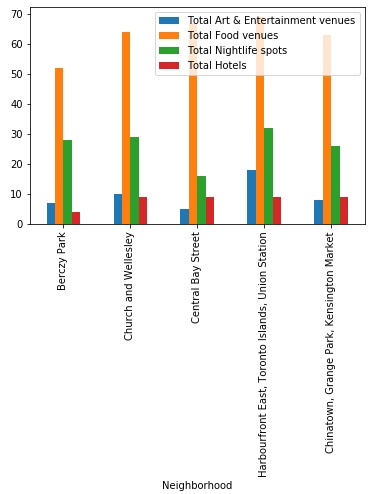 70
60
50
40
30
20
10
0
Total Art & Entertainment venues
Total Food venues
Total Nightlife spots
Total Hotels
Berczy Park
Church and Wellesley
Central Bay Street
Harbourfront East, Toronto Islands, Union Station
Chinatown, Grange Park, Kensington Market
Neighborhood